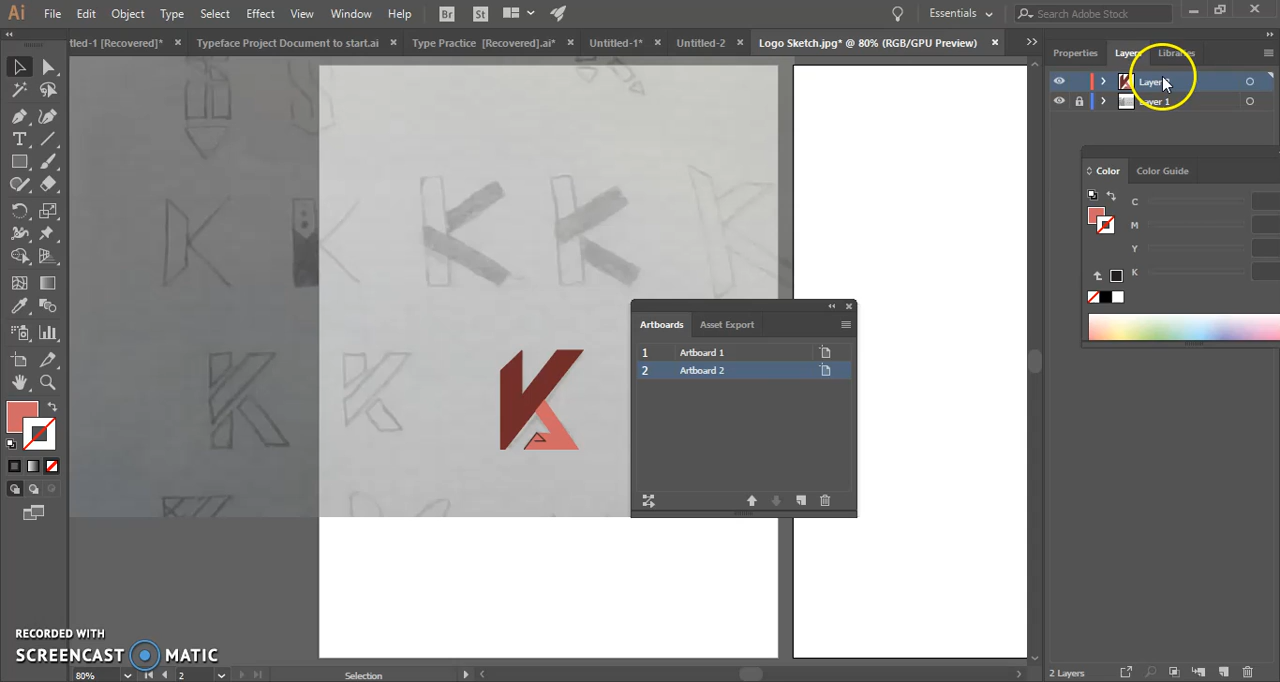 Ai File Edit Object Type Select Effect View Window Help Br St Essentials Search Adobe Stock
tled-1 [Recovered]* × Typeface Project Document to start.ai × Type Practice [Recovered].ai* × Untitled-1* × Untitled-2 × Logo Sketch.jpg* @ 80% (RGB/GPU Preview) ×
Properties Layers Libraries
Layer
Layer 1
Color Color Guide
C
M
Y
K
Artboards Asset Export
1 Artboard 1
2 Artboard 2
K
RECORDED WITH
SCREENCAST MATIC
80% 2 Selection
2 Layers